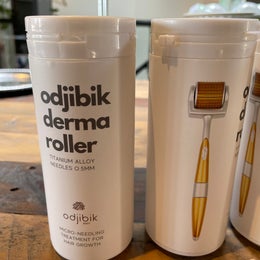 odjibik
derma
roller
TITANIUM ALLOY
NEEDLES 0.5MM
odjibik
MICRO-NEEDLING
TREATMENT FOR
HAIR GROWTH